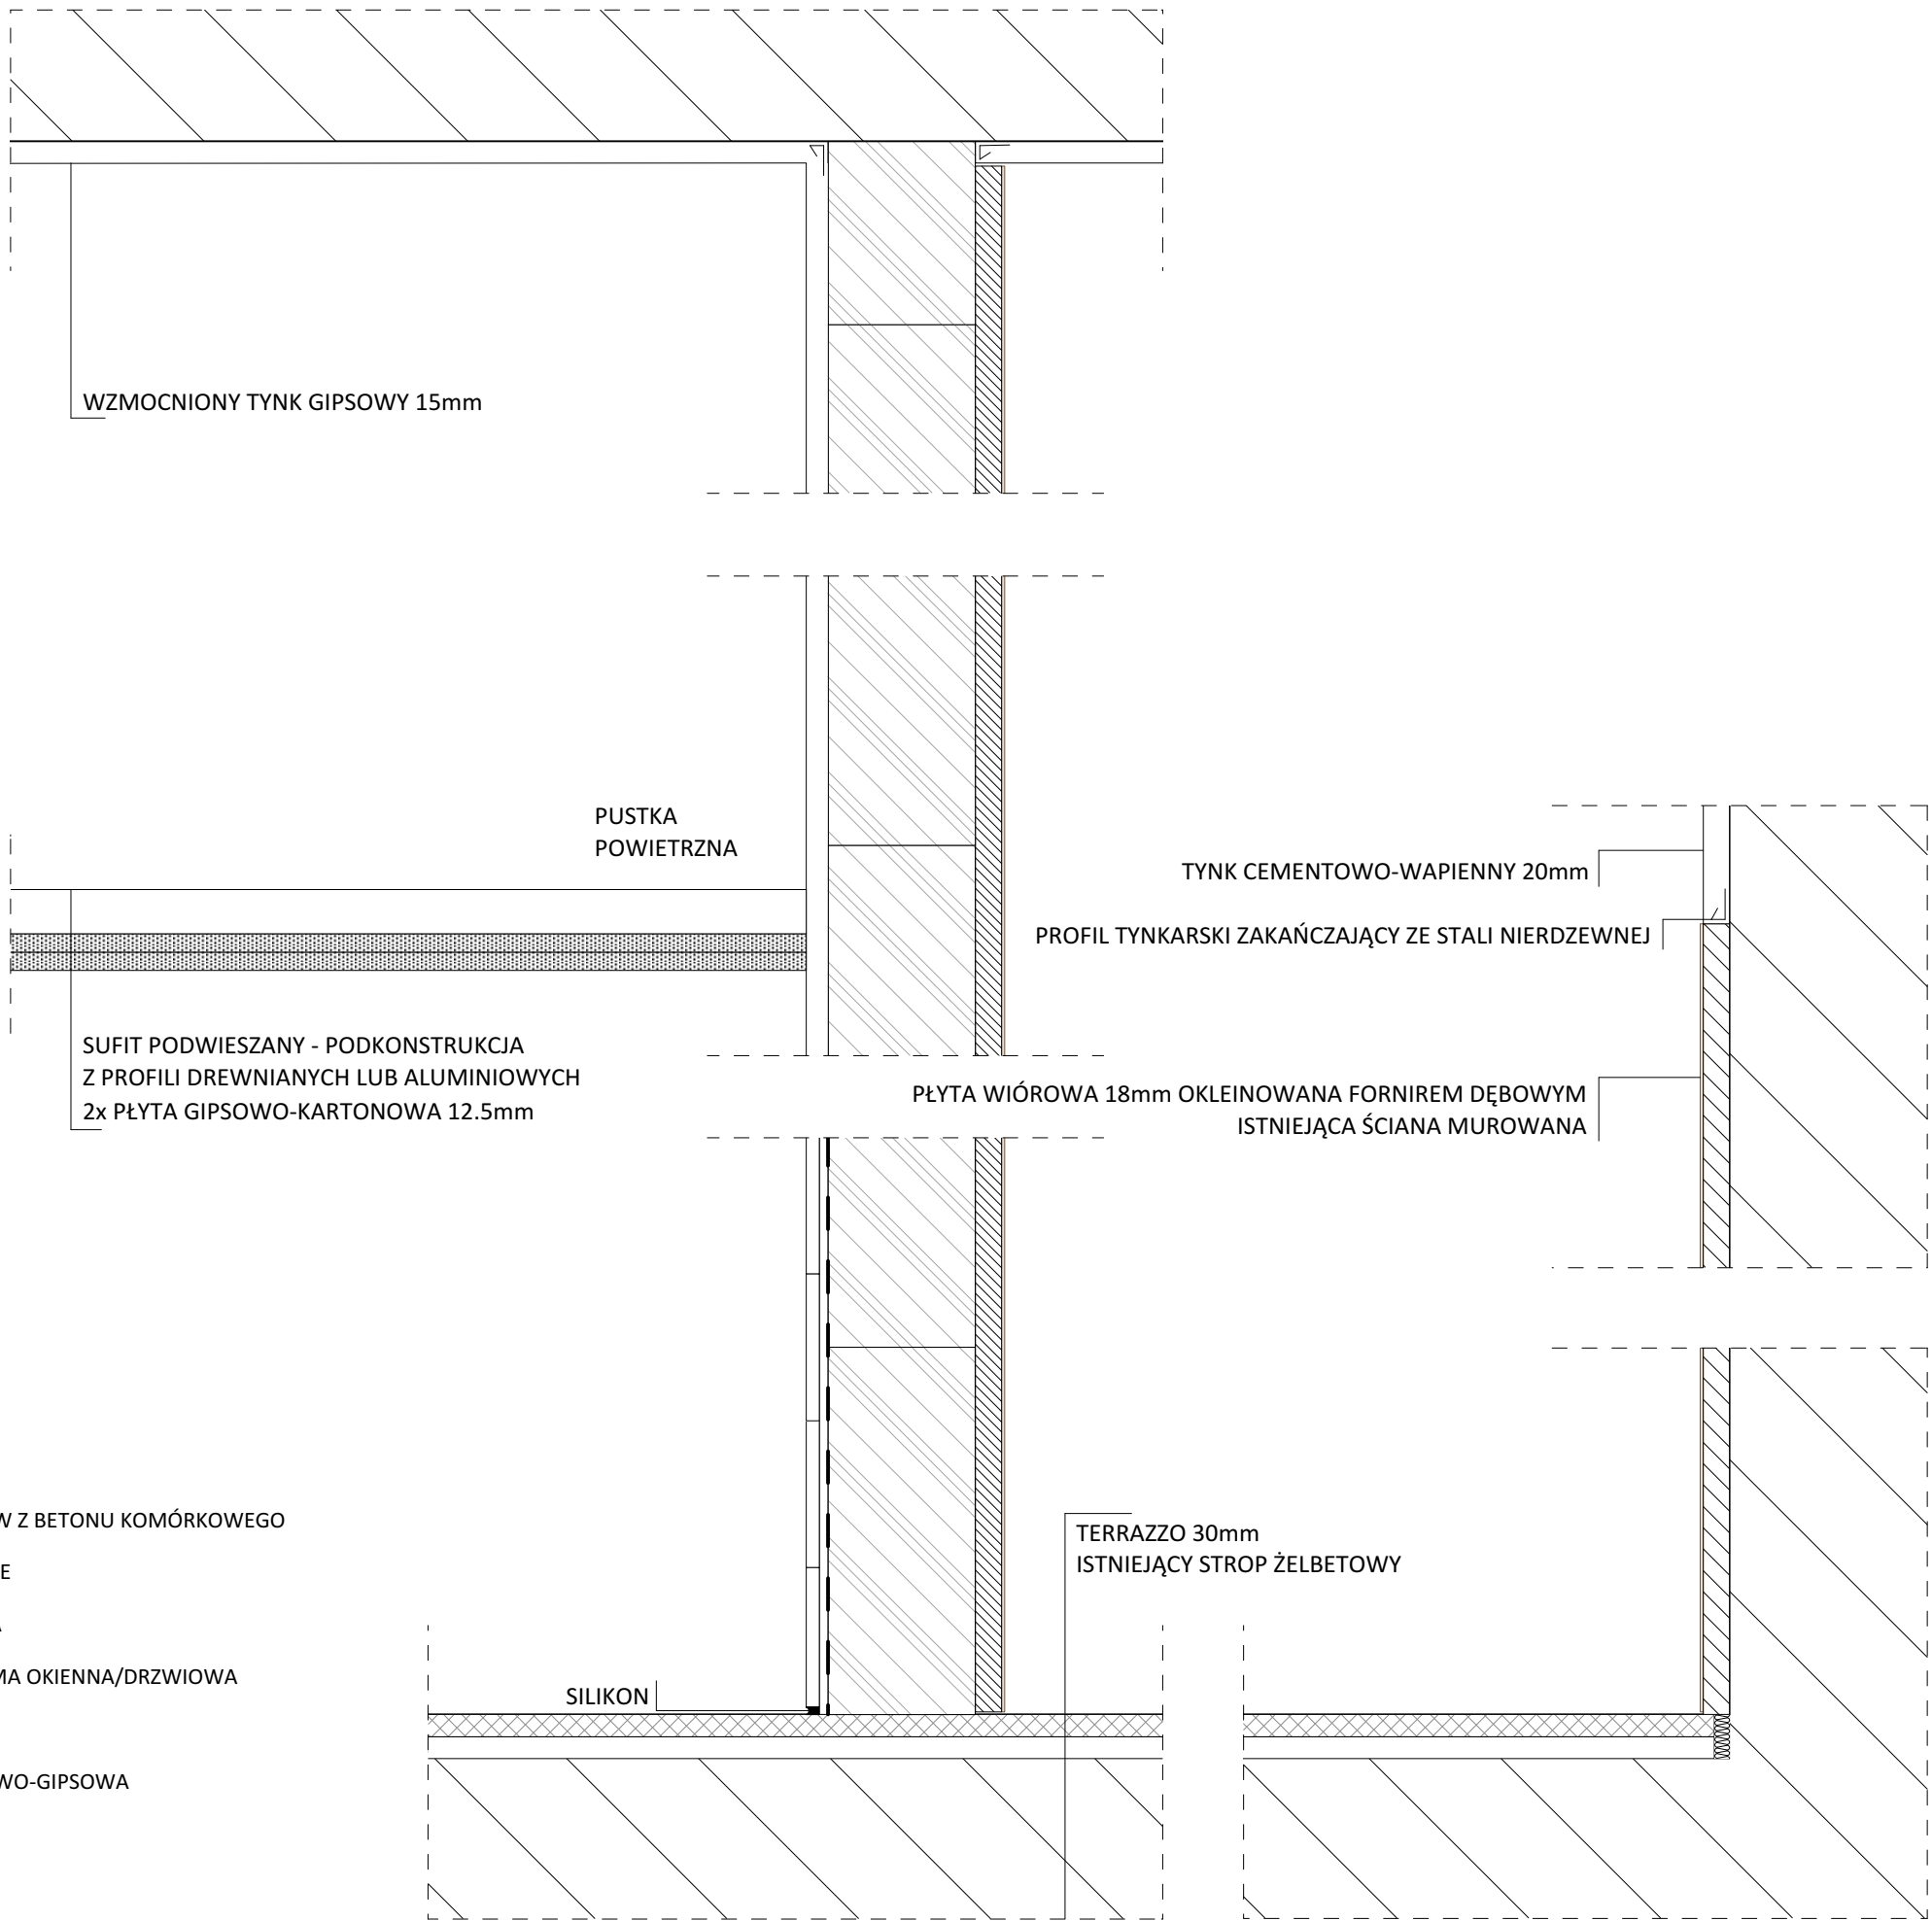 WZMOCNIONY TYNK GIPSOWY 15mm
PUSTKA
POWIETRZNA
TYNK CEMENTOWO-WAPIENNY 20mm
PROFIL TYNKARSKI ZAKAŃCZAJĄCY ZE STALI NIERDZEWNEJ
SUFIT PODWIESZANY - PODKONSTRUKCJA
Z PROFILI DREWNIANYCH LUB ALUMINIOWYCH
2x PŁYTA GIPSOWO-KARTONOWA 12.5mm
PŁYTA WIÓROWA 18mm OKLEINOWANA FORNIREM DĘBOWYM
ISTNIEJĄCA ŚCIANA MUROWANA
Z BETONU KOMÓRKOWEGO
TERRAZZO 30mm
ISTNIEJĄCY STROP ŻELBETOWY
OKIENNA/DRZWIOWA
SILIKON
WO-GIPSOWA